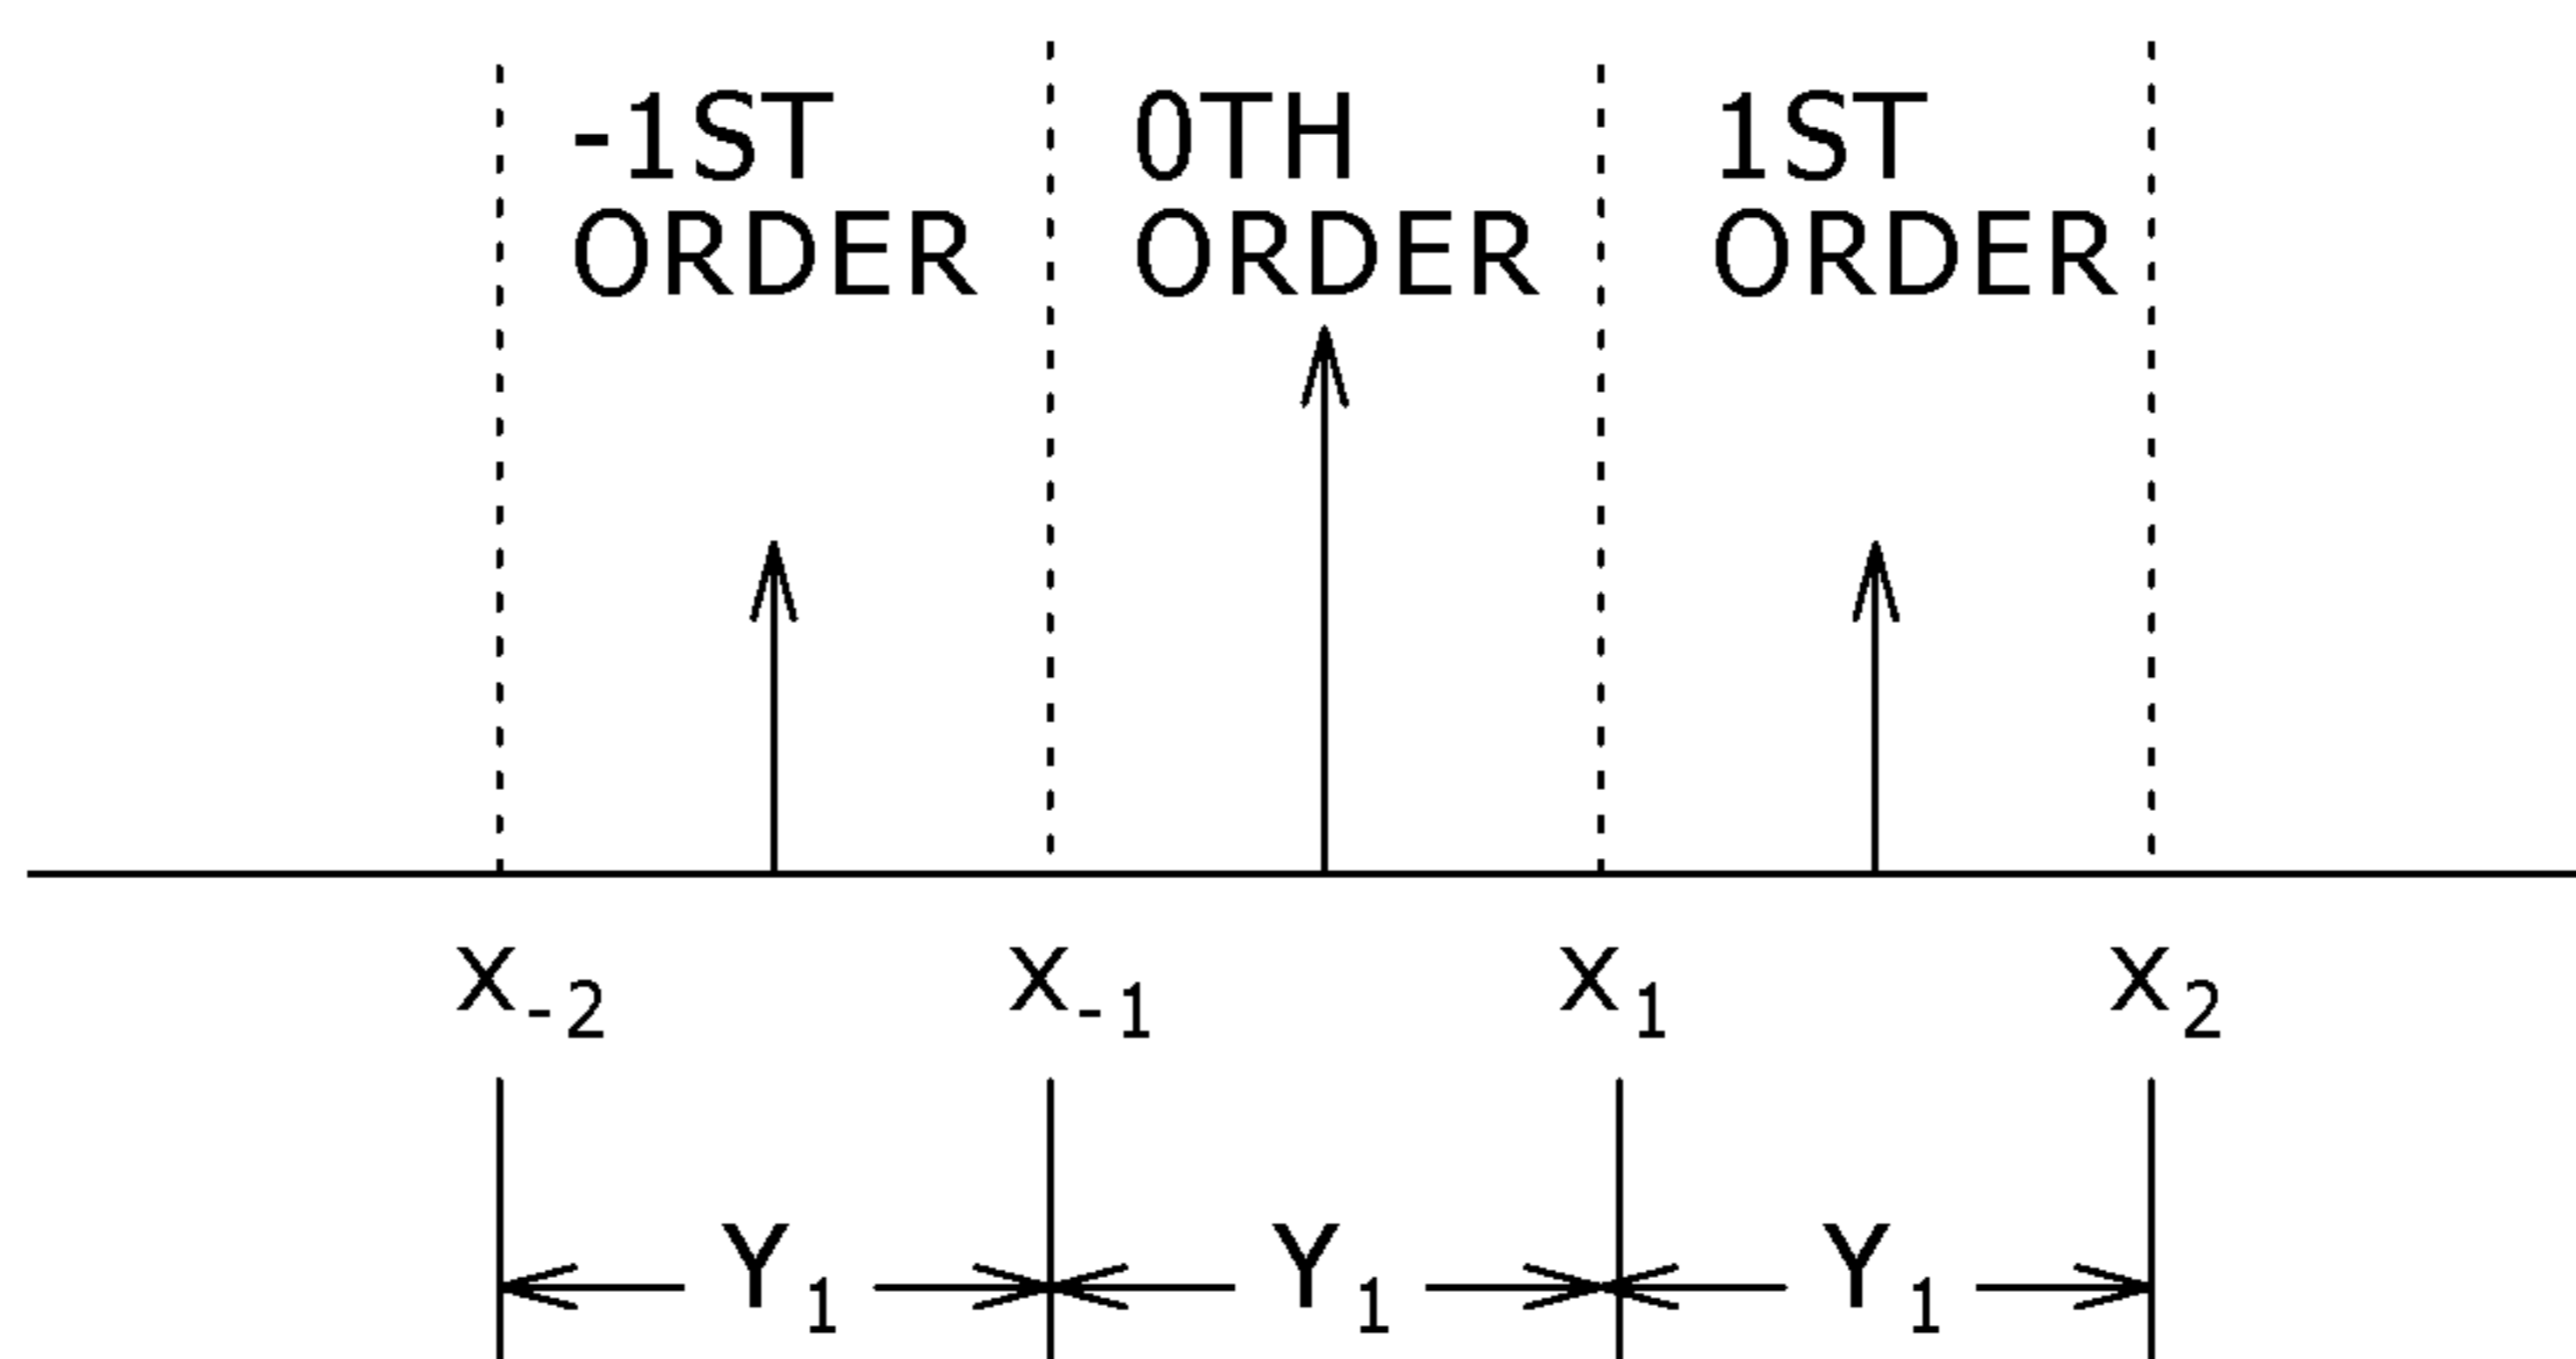 -1ST ORDER
0TH ORDER
1ST ORDER
X-2 X-1 X1 X2
Y1 Y1 Y1